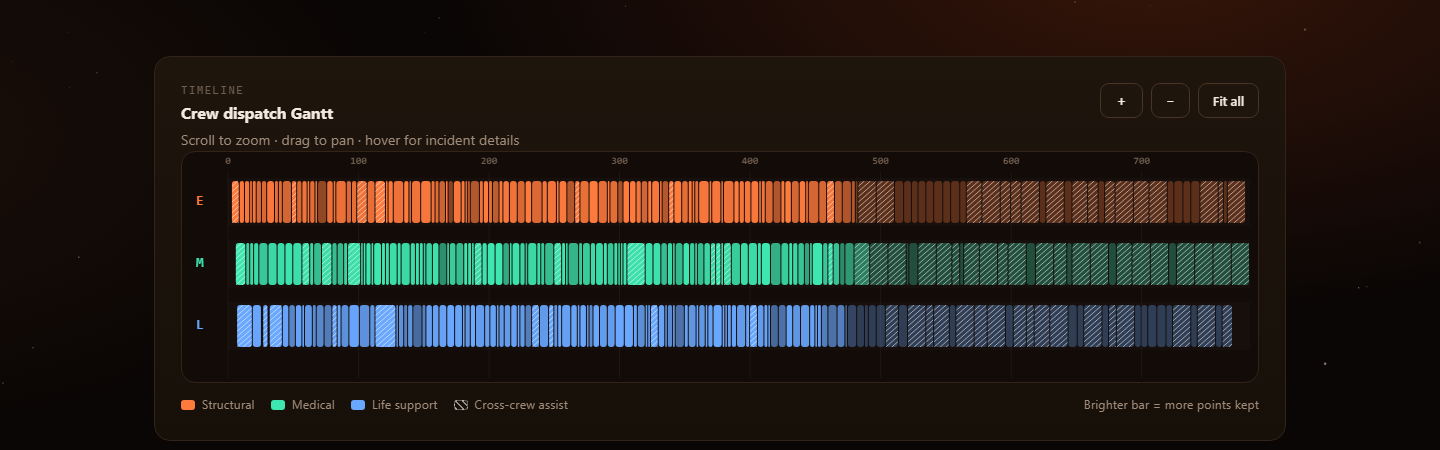 TIMELINE
Crew dispatch Gantt
Scroll to zoom · drag to pan · hover for incident details
+ − Fit all
0 100 200 300 400 500 600 700
E
M
L
Structural Medical Life support Cross-crew assist
Brighter bar = more points kept